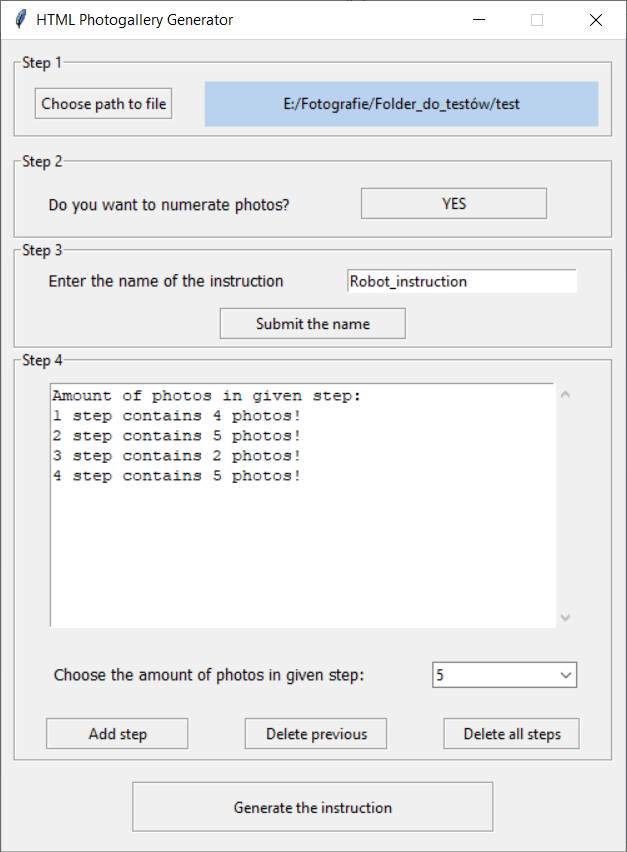 HTML Photogallery Generator
Step 1
Choose path to file
E:/Fotografie/Folder_do_testów/test
Step 2
Do you want to numerate photos?
YES
Step 3
Enter the name of the instruction
Robot_instruction
Submit the name
Step 4
Amount of photos in given step:
1 step contains 4 photos!
2 step contains 5 photos!
3 step contains 2 photos!
4 step contains 5 photos!
Choose the amount of photos in given step:
5
Add step
Delete previous
Delete all steps
Generate the instruction